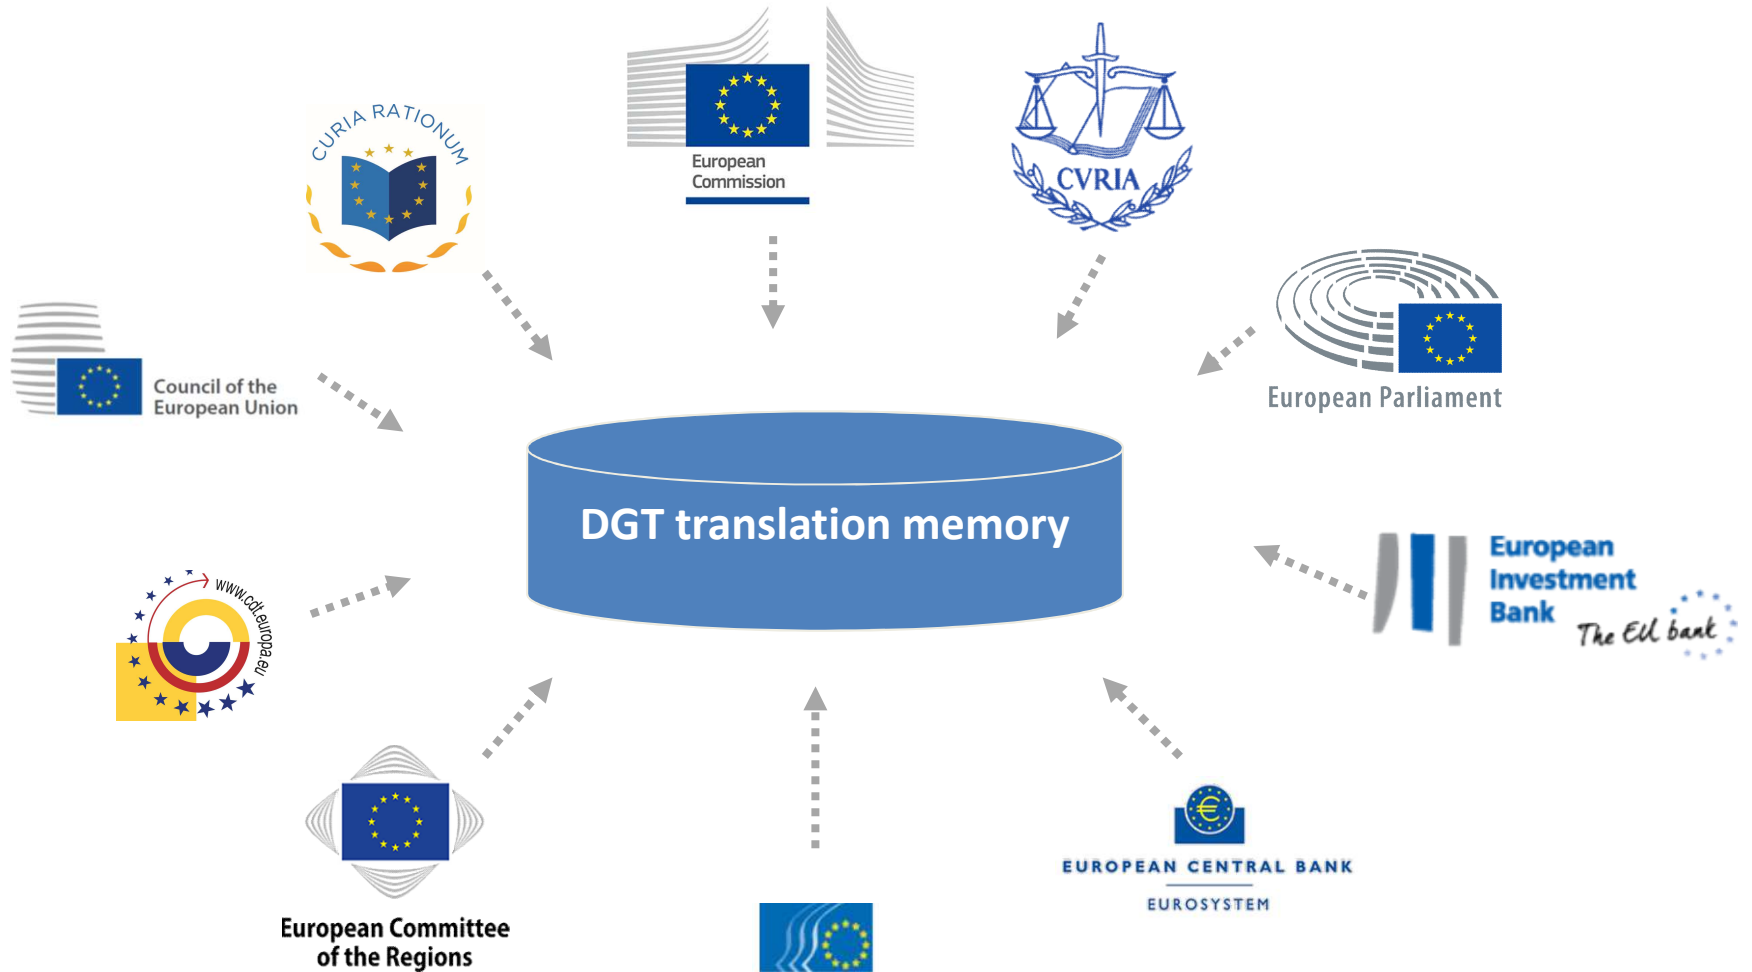 CURIA RATIONUM
European
Commission
CVRIA
Council of the
European Union
European Parliament
DGT translation memory
European
Investment
Bank
The EU bank
www.cdt.europa.eu
€
EUROPEAN CENTRAL BANK
EUROSYSTEM
European Committee
of the Regions